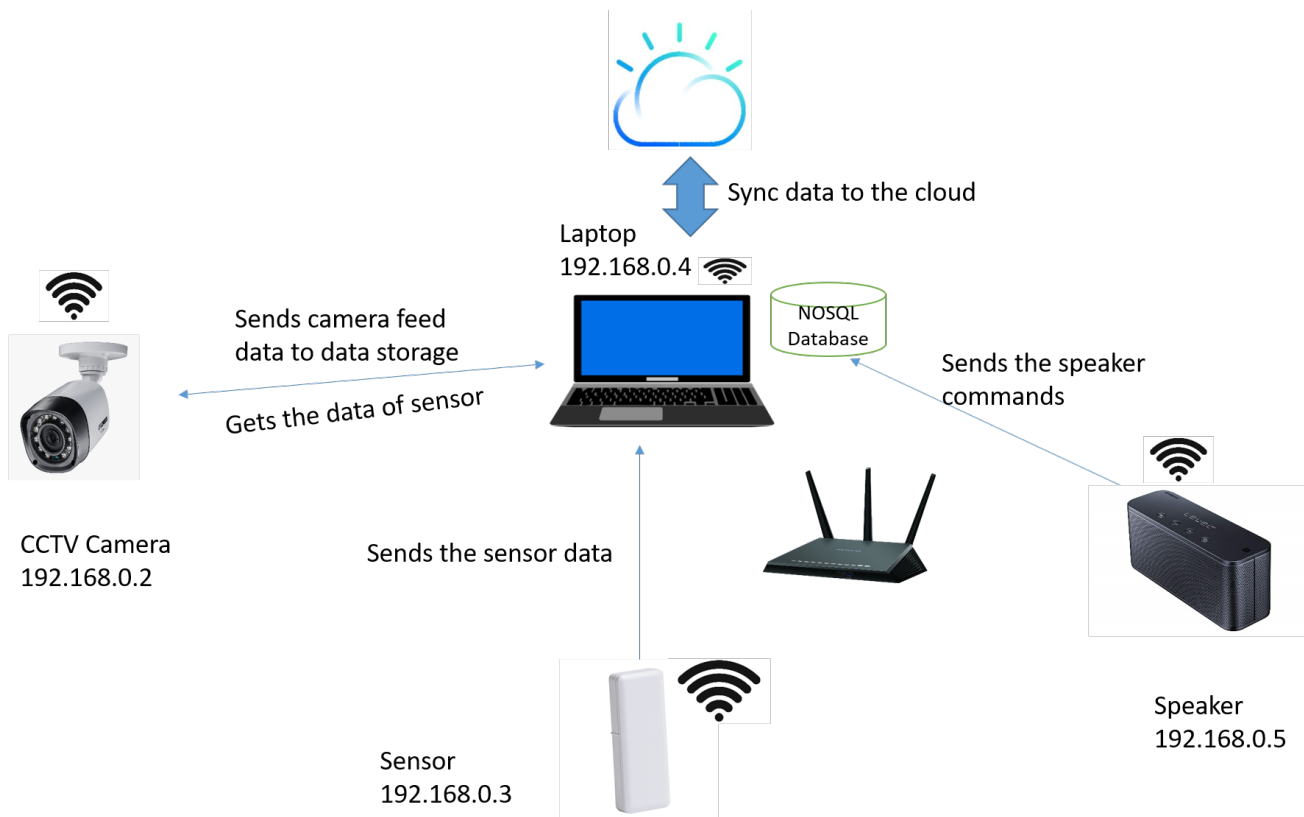 Sync data to the cloud
Laptop
192.168.0.4
NOSQL
Database
Sends camera feed
data to data storage
Gets the data of sensor
Sends the speaker
commands
CCTV Camera
192.168.0.2
Sends the sensor data
Sensor
192.168.0.3
Speaker
192.168.0.5